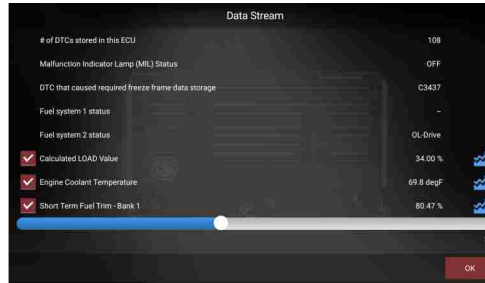 Data Stream
# of DTCs stored in this ECU 108
Malfunction Indicator Lamp (MIL) Status OFF
DTC that caused required freeze frame data storage C3437
Fuel system 1 status –
Fuel system 2 status OL-Drive
Calculated LOAD Value 34.00 %
Engine Coolant Temperature 69.8 degF
Short Term Fuel Trim - Bank 1 80.47 %
OK